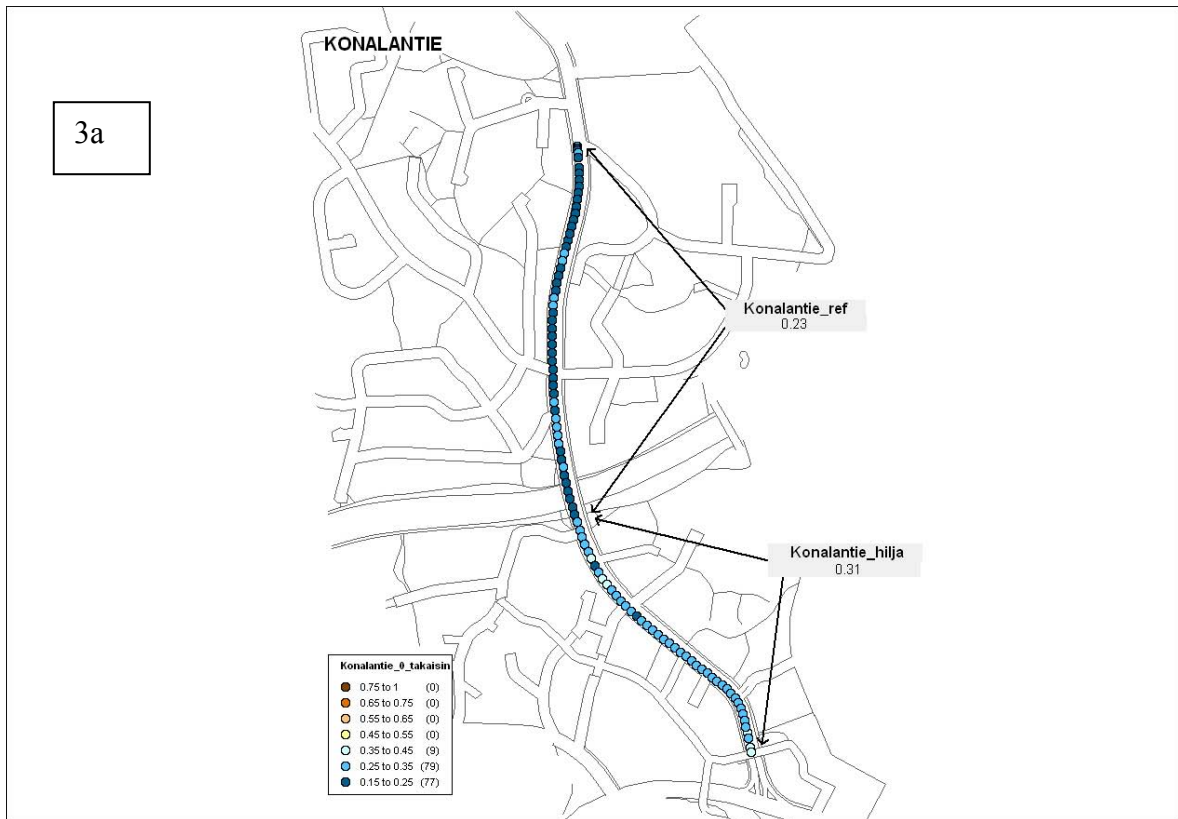 KONALANTIE
3a
Konalantie_ref
0.23
Konalantie_hilja
0.31
Konalantie_0_takaisin
0.75 to 1 (0)
0.65 to 0.75 (0)
0.55 to 0.65 (0)
0.45 to 0.55 (0)
0.35 to 0.45 (9)
0.25 to 0.35 (79)
0.15 to 0.25 (77)